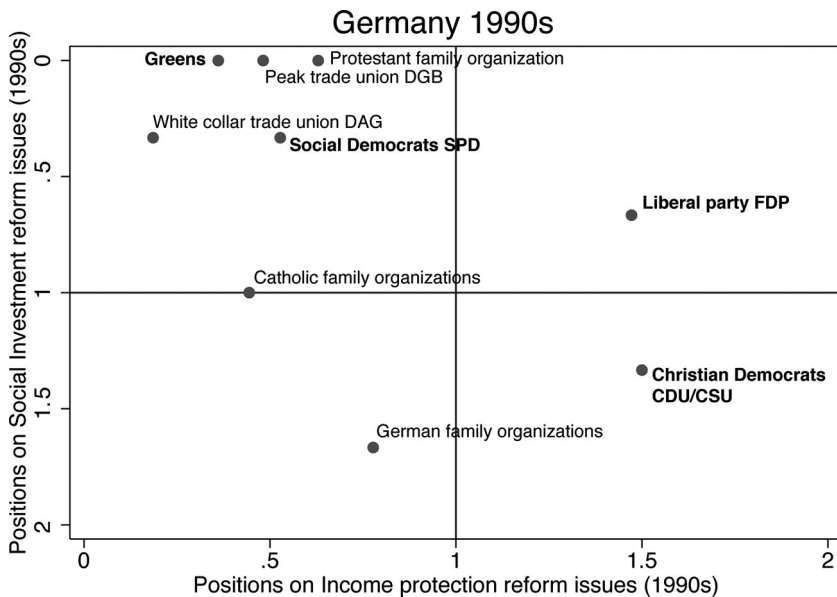 Germany 1990s
Positions on Social Investment reform issues (1990s)
0
.5
1
1.5
2
Greens
Protestant family organization
Peak trade union DGB
White collar trade union DAG
Social Democrats SPD
Liberal party FDP
Catholic family organizations
Christian Democrats
CDU/CSU
German family organizations
0
.5
1
1.5
2
Positions on Income protection reform issues (1990s)